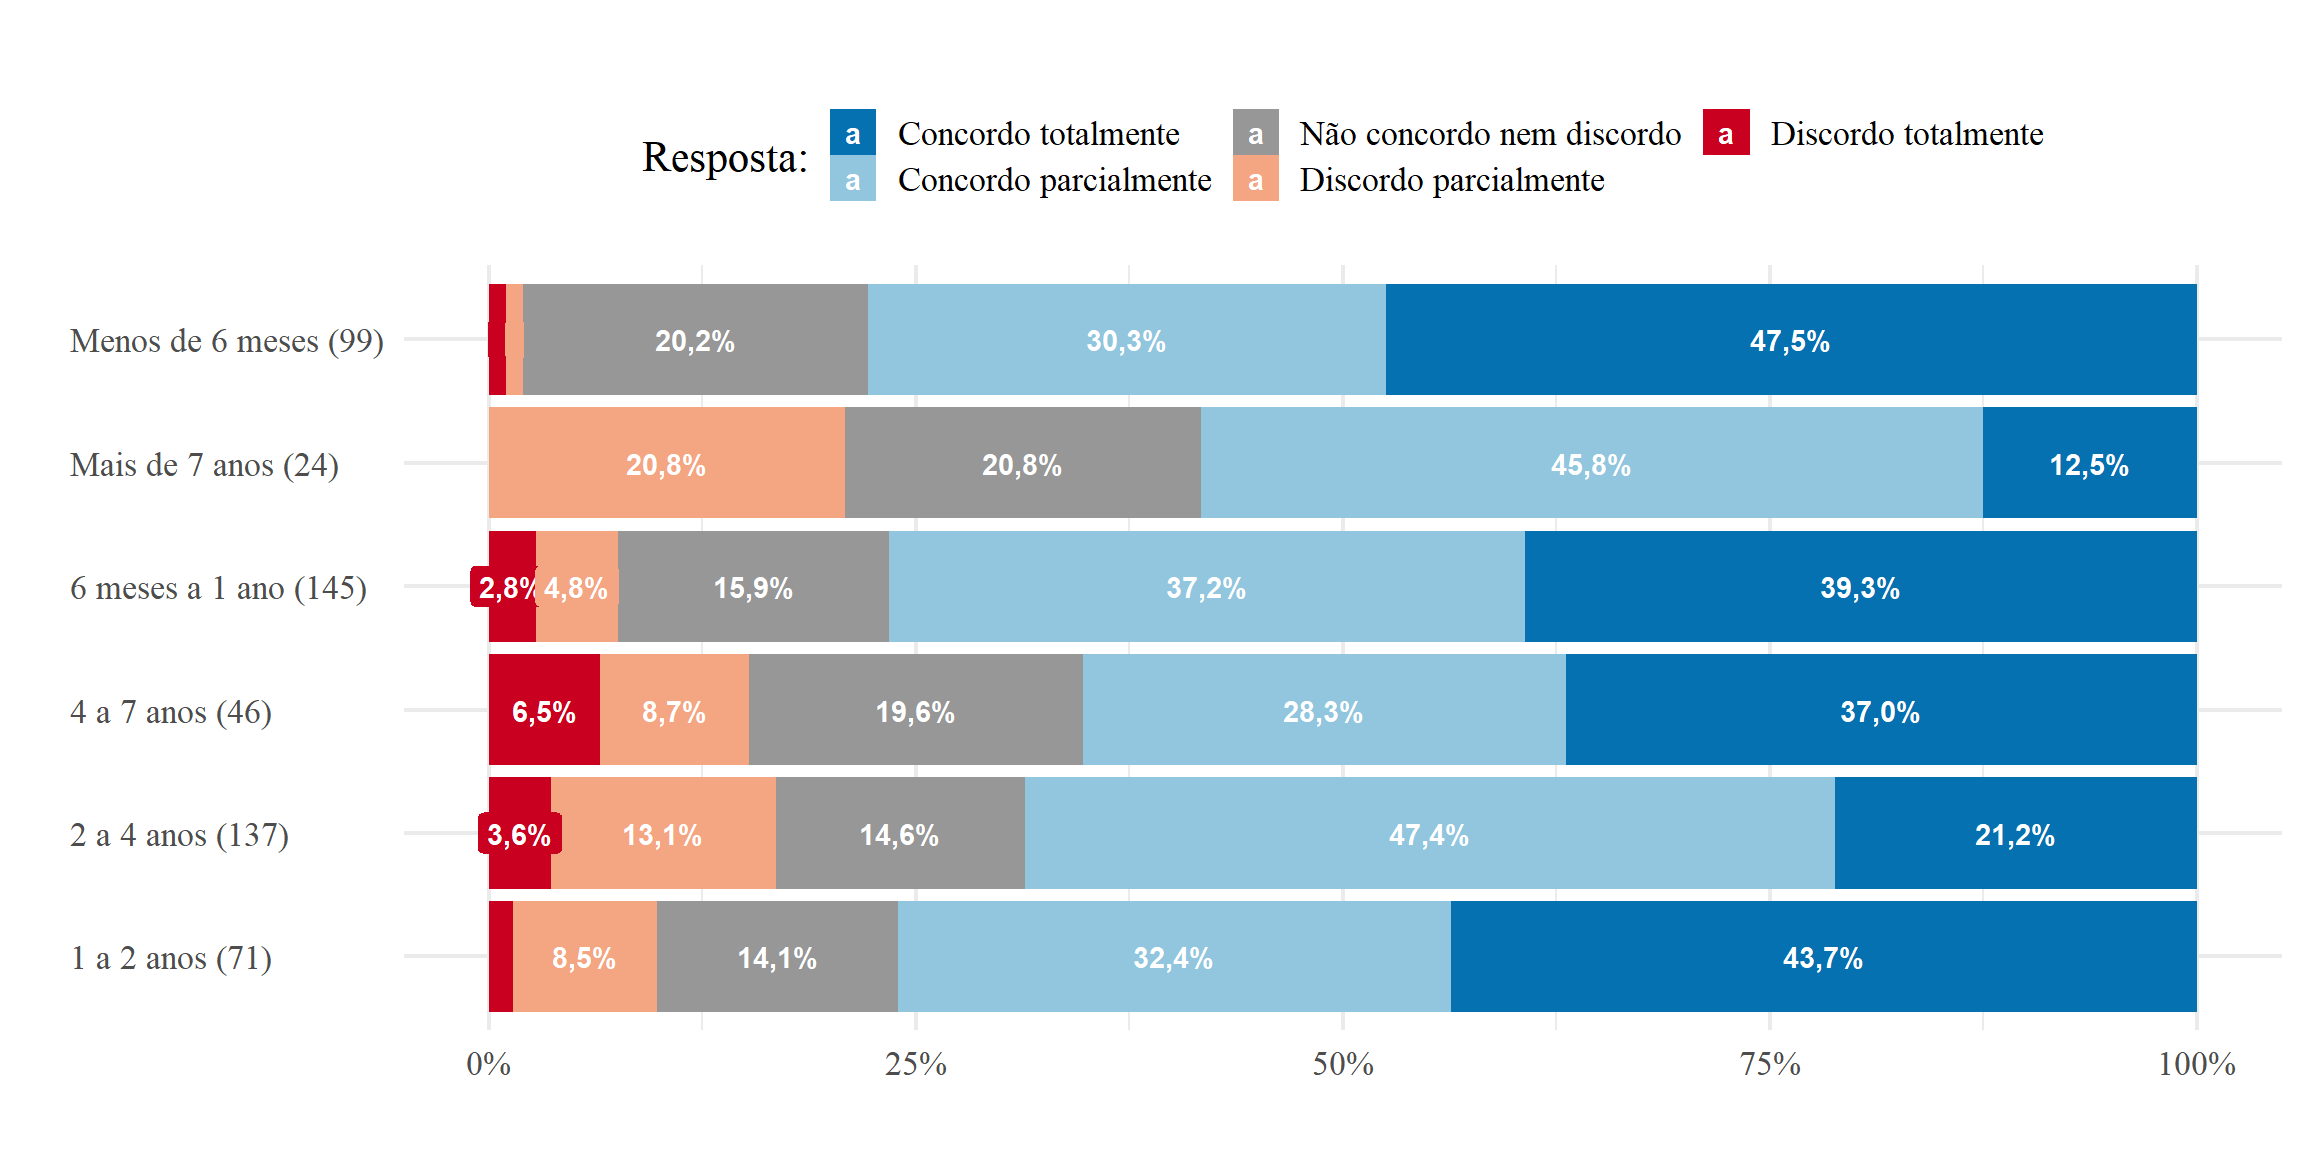 Resposta:
a Concordo totalmente a Não concordo nem discordo a Discordo totalmente
a Concordo parcialmente a Discordo parcialmente
Menos de 6 meses (99) 20,2% 30,3% 47,5%
Mais de 7 anos (24) 20,8% 20,8% 45,8% 12,5%
6 meses a 1 ano (145) 2,8% 4,8% 15,9% 37,2% 39,3%
4 a 7 anos (46) 6,5% 8,7% 19,6% 28,3% 37,0%
2 a 4 anos (137) 3,6% 13,1% 14,6% 47,4% 21,2%
1 a 2 anos (71) 8,5% 14,1% 32,4% 43,7%
0% 25% 50% 75% 100%